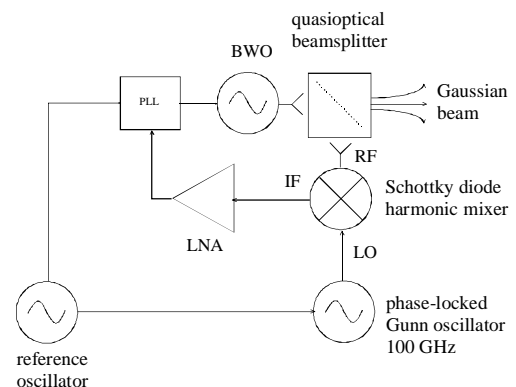 quasioptical
beamsplitter
BWO
PLL
Gaussian
beam
RF
IF
Schottky diode
harmonic mixer
LNA
LO
phase-locked
Gunn oscillator
100 GHz
reference
oscillator